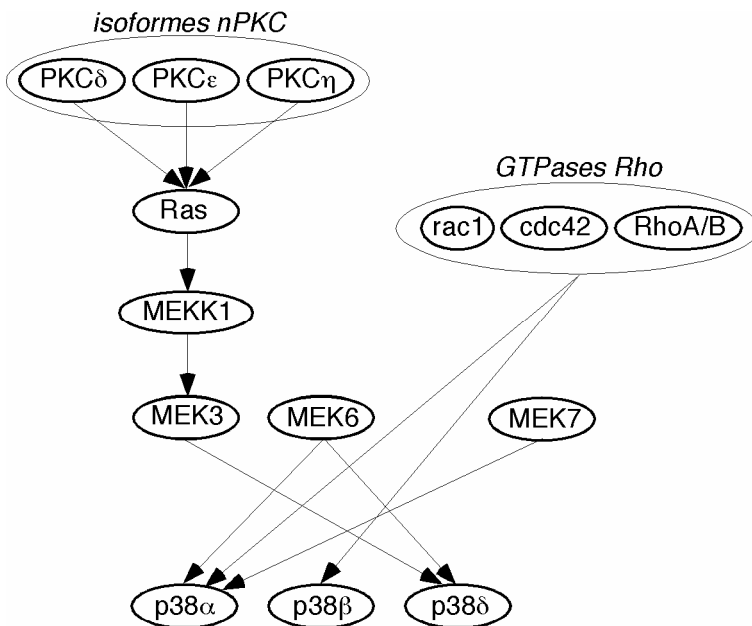 isoformes nPKC
PKCδ PKCε PKCη
GTPases Rho
Ras
rac1 cdc42 RhoA/B
MEKK1
MEK3 MEK6 MEK7
p38α p38β p38δ